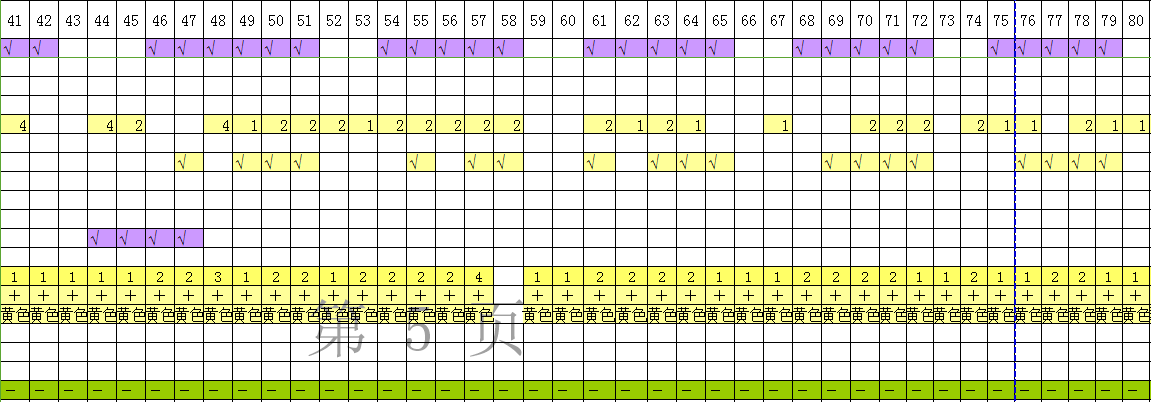 41 42 43 44 45 46 47 48 49 50 51 52 53 54 55 56 57 58 59 60 61 62 63 64 65 66 67 68 69 70 71 72 73 74 75 76 77 78 79 80
√ √ √ √ √ √ √ √ √ √ √ √ √ √ √ √ √ √ √ √ √ √ √ √ √ √ √ √
4 4 2 4 1 2 2 2 1 2 2 2 2 2 2 1 2 1 1 2 2 2 2 1 1 2 1 1
√ √ √ √ √ √ √ √ √ √ √ √ √ √ √ √ √ √ √
√ √ √ √
1 1 1 1 1 2 2 3 1 2 2 1 2 2 2 2 4 1 1 2 2 2 2 1 1 1 2 2 2 1 1 1 2 1 1 2 2 1 1
+ + + + + + + + + + + + + + + + + + + + + + + + + + + + + + + + + + + + + + +
黄色 黄色 黄色 黄色 黄色 黄色 黄色 黄色 黄色 黄色 黄色 黄色 黄色 黄色 黄色 黄色 黄色 黄色 黄色 黄色 黄色 黄色 黄色 黄色 黄色 黄色 黄色 黄色 黄色 黄色 黄色 黄色 黄色 黄色 黄色 黄色 黄色 黄色 黄色
第 5 页
− − − − − − − − − − − − − − − − − − − − − − − − − − − − − − − − − − − − − − − −